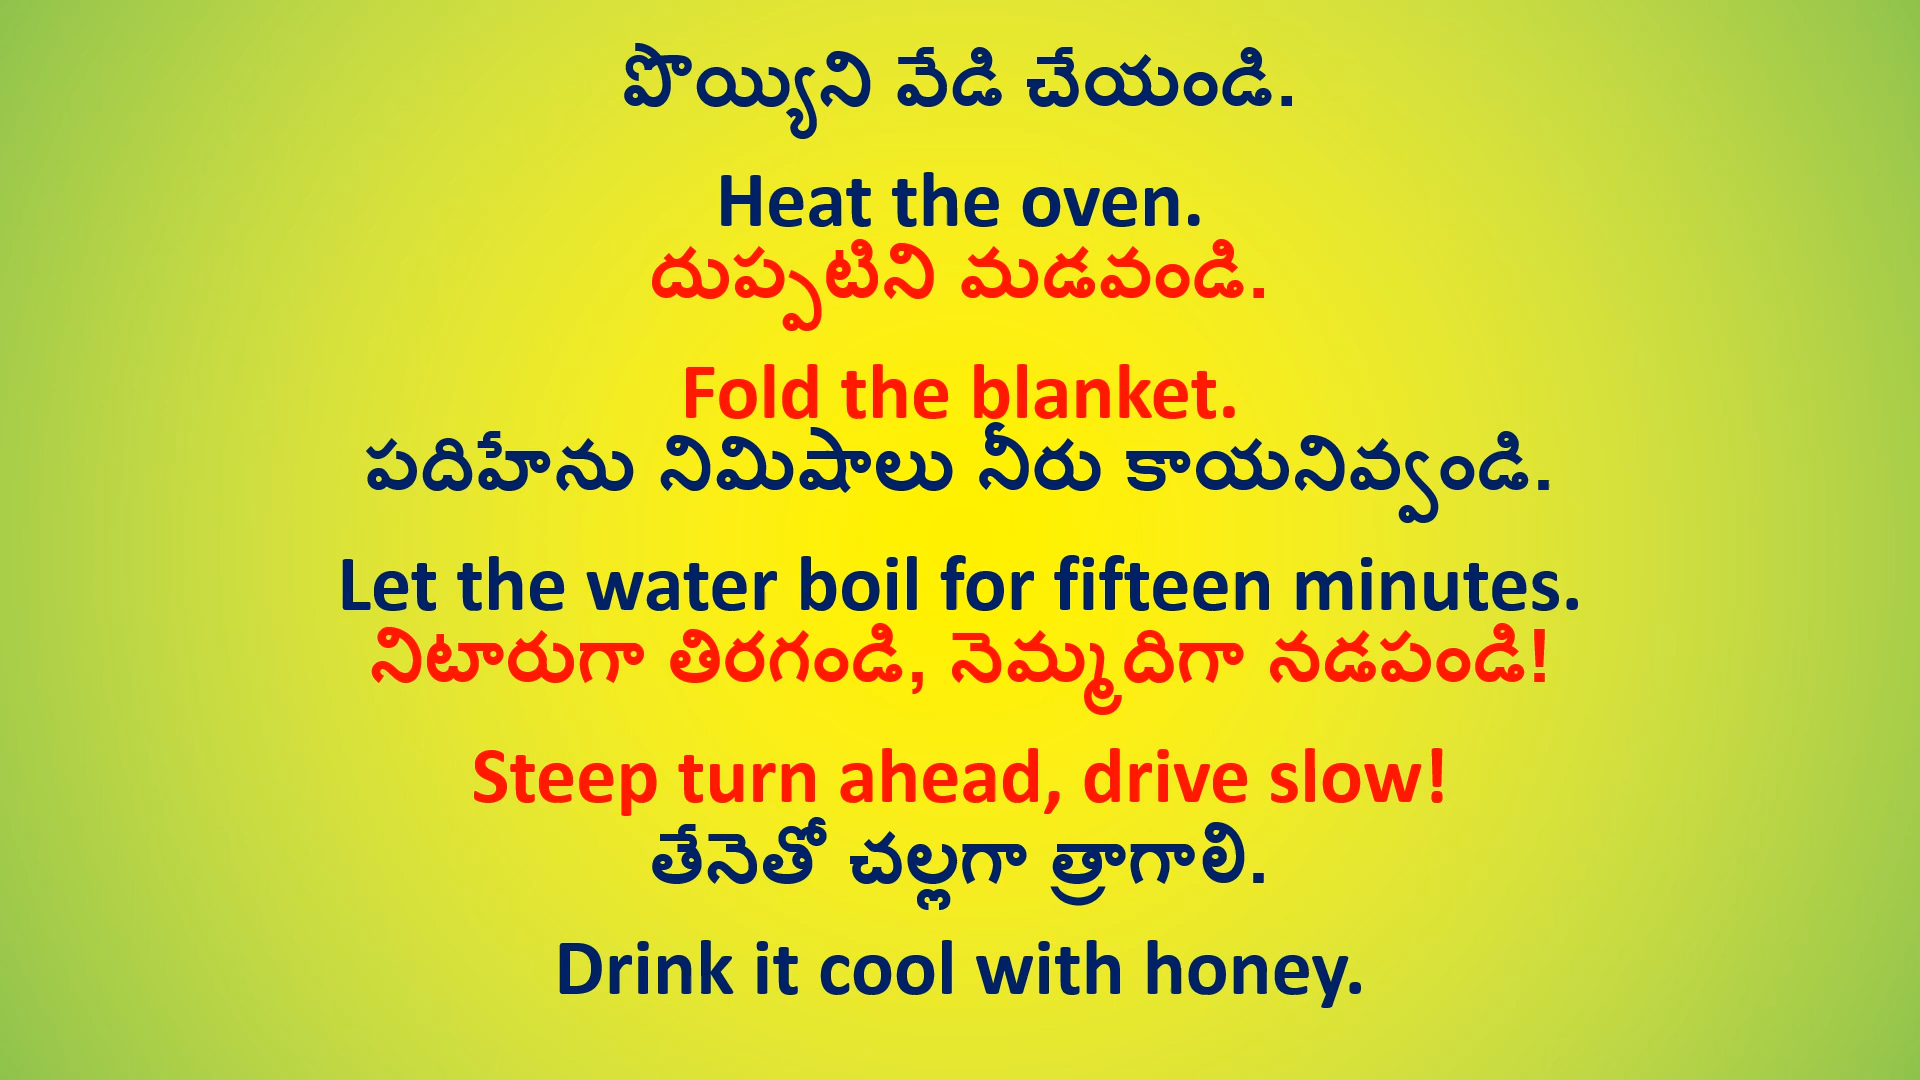 పొయ్యిని వేడి చేయండి.
Heat the oven.
దుప్పటిని మడవండి.
Fold the blanket.
పదిహేను నిమిషాలు నీరు కాయనివ్వండి.
Let the water boil for fifteen minutes.
నిటారుగా తిరగండి, నెమ్మదిగా నడపండి!
Steep turn ahead, drive slow!
తేనెతో చల్లగా త్రాగాలి.
Drink it cool with honey.